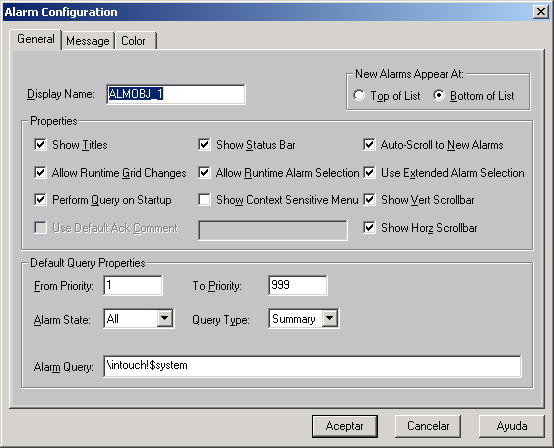 Alarm Configuration
General Message Color
Display Name: ALMOBJ_1
New Alarms Appear At:
Top of List Bottom of List
Properties
Show Titles Show Status Bar Auto-Scroll to New Alarms
Allow Runtime Grid Changes Allow Runtime Alarm Selection Use Extended Alarm Selection
Perform Query on Startup Show Context Sensitive Menu Show Vert Scrollbar
Use Default Ack Comment Show Horz Scrollbar
Default Query Properties
From Priority: 1 To Priority: 999
Alarm State: All Query Type: Summary
Alarm Query: \intouch!$system
Aceptar Cancelar Ayuda